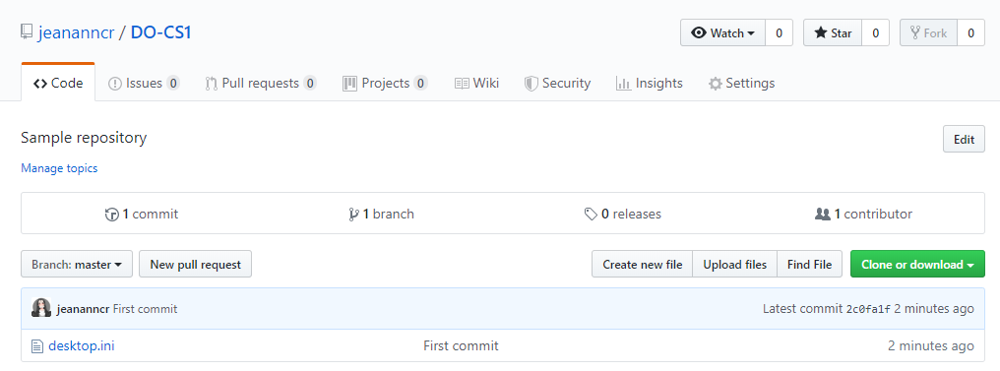 jeananncr / DO-CS1 Watch 0 Star 0 Fork 0
Code Issues 0 Pull requests 0 Projects 0 Wiki Security Insights Settings
Sample repository Edit
Manage topics
1 commit 1 branch 0 releases 1 contributor
Branch: master New pull request Create new file Upload files Find File Clone or download
jeananncr First commit Latest commit 2c0fa1f 2 minutes ago
desktop.ini First commit 2 minutes ago